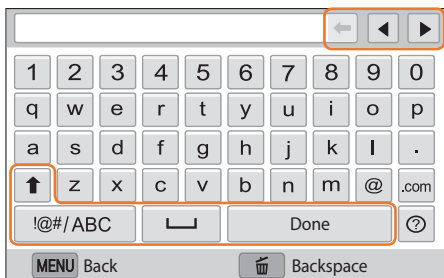 1 2 3 4 5 6 7 8 9 0
q w e r t y u i o p
a s d f g h j k l .
z x c v b n m @ .com
!@#/ABC Done ?
MENU Back Backspace